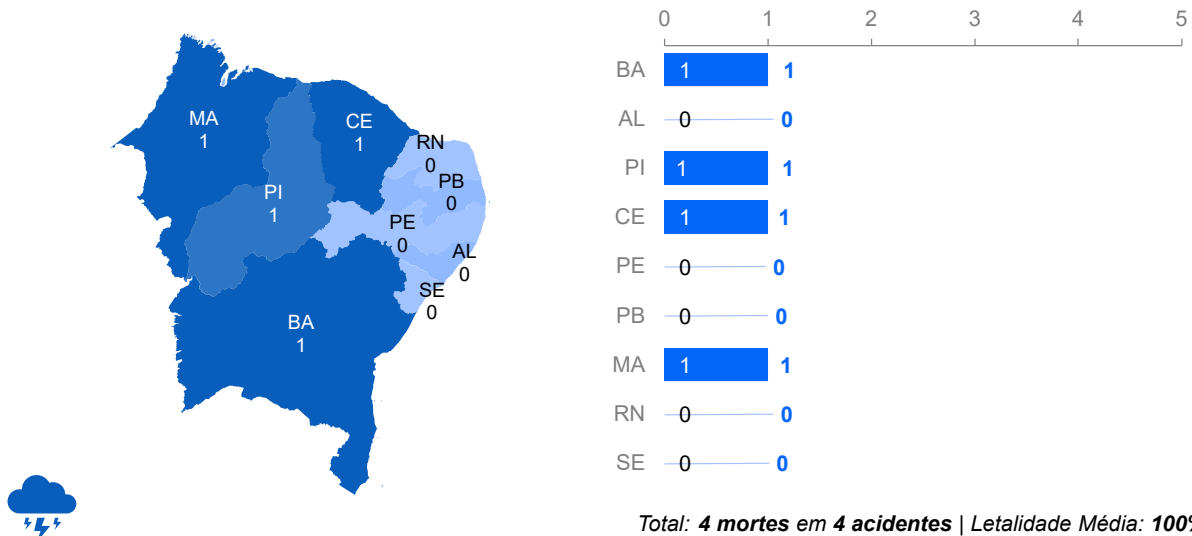 MA
1
CE
1
RN
0
PB
0
PI
1
PE
0
AL
0
SE
0
BA
1
0 1 2 3 4 5
BA 1 1
AL 0 0
PI 1 1
CE 1 1
PE 0 0
PB 0 0
MA 1 1
RN 0 0
SE 0 0
Total: 4 mortes em 4 acidentes | Letalidade Média: 100%